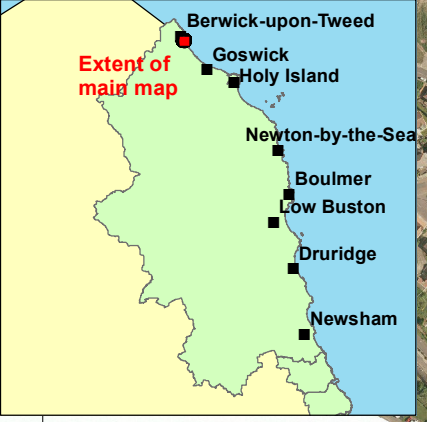 Berwick-upon-Tweed
Goswick
Extent of
main map
Holy Island
Newton-by-the-Sea
Boulmer
Low Buston
Druridge
Newsham